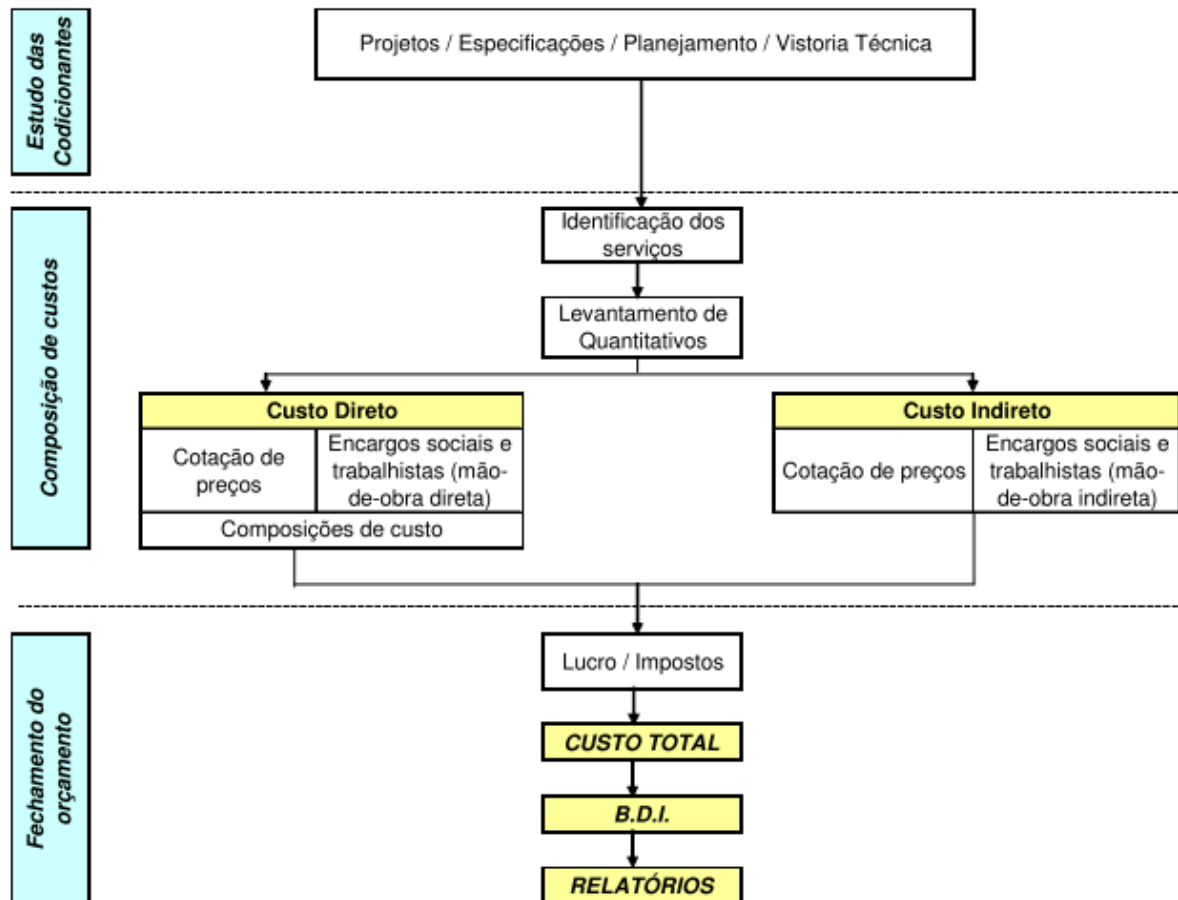 Estudo das
Codicionantes
Projetos / Especificações / Planejamento / Vistoria Técnica
Composição de custos
Identificação dos
serviços
Levantamento de
Quantitativos
Custo Direto
Cotação de
preços
Encargos sociais e
trabalhistas (mão-
de-obra direta)
Composições de custo
Custo Indireto
Cotação de preços
Encargos sociais e
trabalhistas (mão-
de-obra indireta)
Fechamento do
orçamento
Lucro / Impostos
CUSTO TOTAL
B.D.I.
RELATÓRIOS